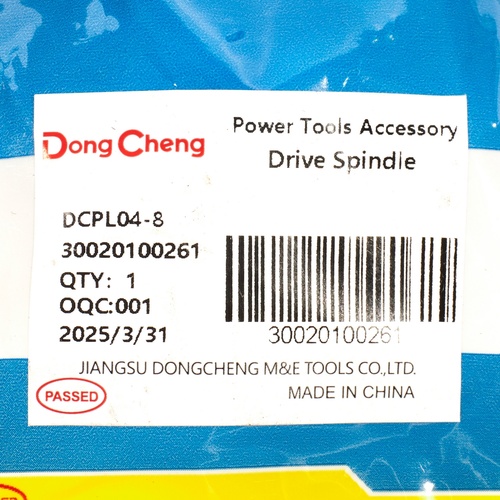 Dong Cheng
Power Tools Accessory
Drive Spindle
DCPL04-8
30020100261
QTY: 1
OQC:001
2025/3/31
30020100261
JIANGSU DONGCHENG M&E TOOLS CO.,LTD.
PASSED
MADE IN CHINA